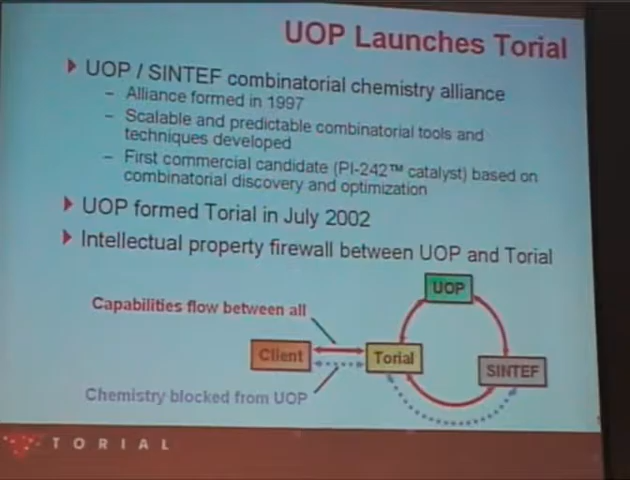 UOP Launches Torial
UOP / SINTEF combinatorial chemistry alliance
– Alliance formed in 1997
– Scalable and predictable combinatorial tools and
techniques developed
– First commercial candidate (PI-242™ catalyst) based on
combinatorial discovery and optimization
UOP formed Torial in July 2002
Intellectual property firewall between UOP and Torial
UOP
Capabilities flow between all
Client
Torial
SINTEF
Chemistry blocked from UOP
TORIAL